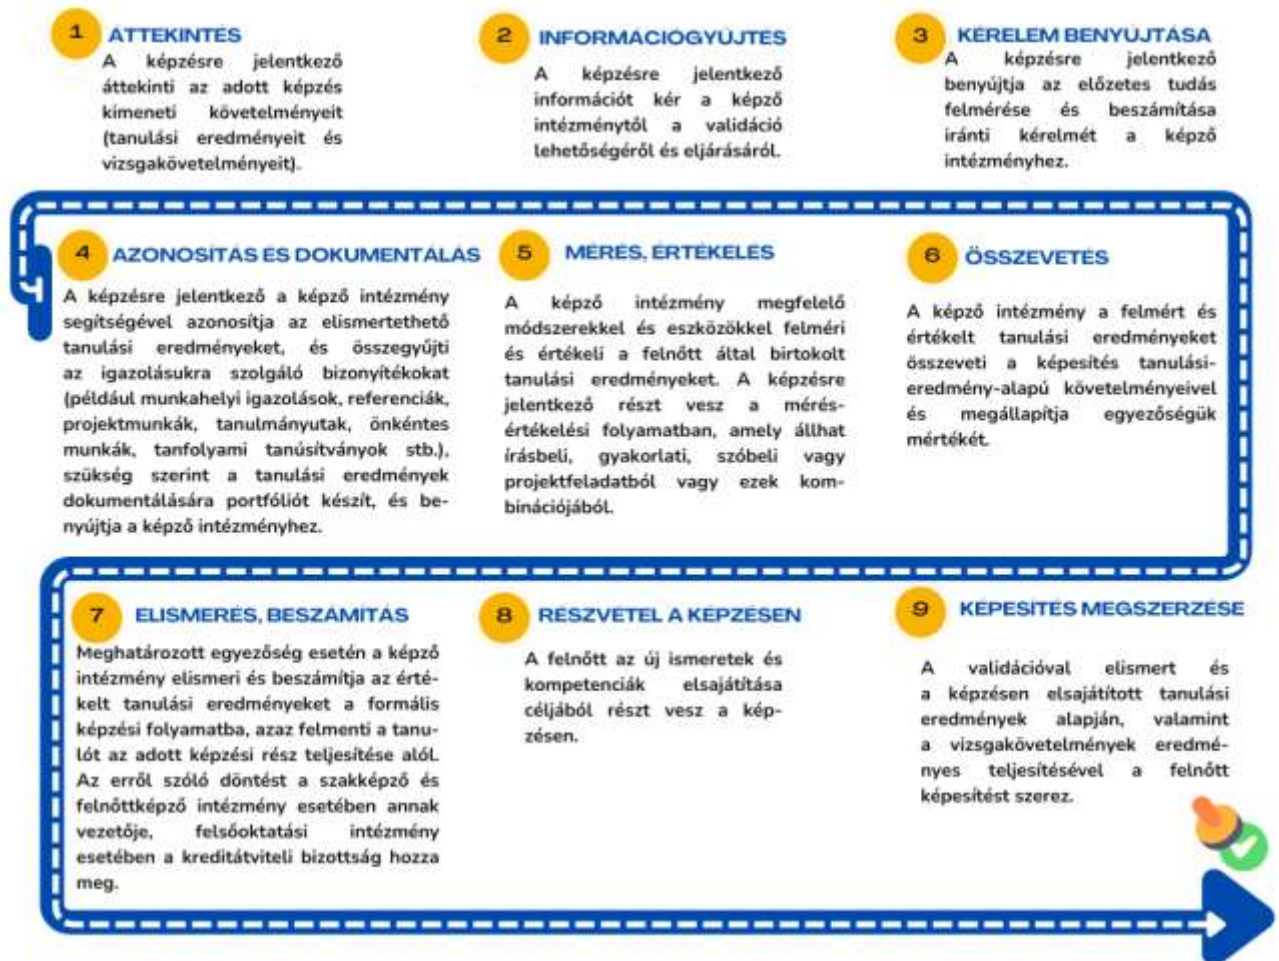 1
ÁTTEKINTÉS
A képzésre jelentkező
áttekinti az adott képzés
kimeneti követelményeit
(tanulási eredményeit és
vizsgakövetelményeit).
2
INFORMÁCIÓGYŰJTÉS
A képzésre jelentkező
információt kér a képző
intézménytől a validáció
lehetőségéről és eljárásáról.
3
KÉRELEM BENYÚJTÁSA
A képzésre jelentkező
benyújtja az előzetes tudás
felmérése és beszámítása
iránti kérelmét a képző
intézményhez.
4
AZONOSÍTÁS ÉS DOKUMENTÁLÁS
A képzésre jelentkező a képző intézmény
segítségével azonosítja az elismertethető
tanulási eredményeket, és összegyűjti
az igazolásukra szolgáló bizonyítékokat
(például munkahelyi igazolások, referenciák,
projektmunkák, tanulmányutak, önkéntes
munkák, tanfolyami tanúsítványok stb.),
szükség szerint a tanulási eredmények
dokumentálására portfóliót készít, és be-
nyújtja a képző intézményhez.
5
MÉRÉS, ÉRTÉKELÉS
A képző intézmény megfelelő
módszerekkel és eszközökkel felméri
és értékeli a felnőtt által birtokolt
tanulási eredményeket. A képzésre
jelentkező részt vesz a mérés-
értékelési folyamatban, amely állhat
írásbeli, gyakorlati, szóbeli vagy
projektfeladatból vagy ezek kom-
binációjából.
6
ÖSSZEVETÉS
A képző intézmény a felmért és
értékelt tanulási eredményeket
összeveti a képesítés tanulási-
eredmény-alapú követelményeivel
és megállapítja egyezőségük
mértékét.
7
ELISMERÉS, BESZÁMÍTÁS
Meghatározott egyezőség esetén a képző
intézmény elismeri és beszámítja az érté-
kelt tanulási eredményeket a formális
képzési folyamatba, azaz felmenti a tanu-
lót az adott képzési rész teljesítése alól.
Az erről szóló döntést a szakképző és
felnőttképző intézmény esetében annak
vezetője, felsőoktatási intézmény
esetében a kreditátviteli bizottság hozza
meg.
8
RÉSZVÉTEL A KÉPZÉSEN
A felnőtt az új ismeretek és
kompetenciák elsajátítása
céljából részt vesz a kép-
zésen.
9
KÉPESÍTÉS MEGSZERZÉSE
A validációval elismert és
a képzésen elsajátított tanulási
eredmények alapján, valamint
a vizsgakövetelmények eredmé-
nyes teljesítésével a felnőtt
képesítést szerez.